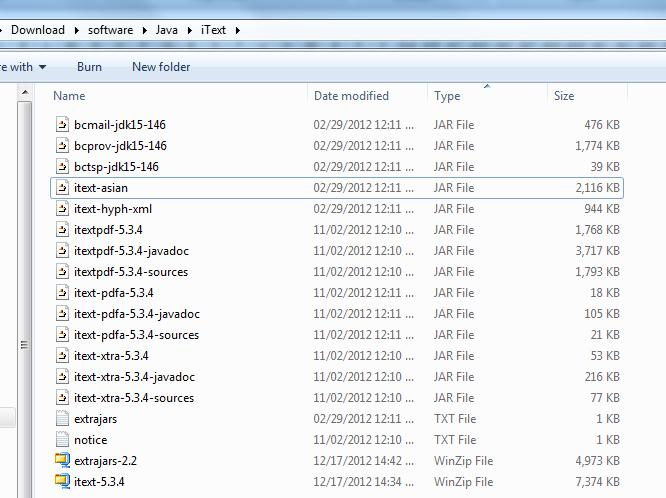 Download software Java iText
re with Burn New folder
Name Date modified Type Size
bcmail-jdk15-146 02/29/2012 12:11 ... JAR File 476 KB
bcprov-jdk15-146 02/29/2012 12:11 ... JAR File 1,774 KB
bctsp-jdk15-146 02/29/2012 12:11 ... JAR File 39 KB
itext-asian 02/29/2012 12:11 ... JAR File 2,116 KB
itext-hyph-xml 02/29/2012 12:11 ... JAR File 944 KB
itextpdf-5.3.4 11/02/2012 12:10 ... JAR File 1,768 KB
itextpdf-5.3.4-javadoc 11/02/2012 12:10 ... JAR File 3,717 KB
itextpdf-5.3.4-sources 11/02/2012 12:10 ... JAR File 1,793 KB
itext-pdfa-5.3.4 11/02/2012 12:11 ... JAR File 18 KB
itext-pdfa-5.3.4-javadoc 11/02/2012 12:11 ... JAR File 105 KB
itext-pdfa-5.3.4-sources 11/02/2012 12:11 ... JAR File 21 KB
itext-xtra-5.3.4 11/02/2012 12:10 ... JAR File 53 KB
itext-xtra-5.3.4-javadoc 11/02/2012 12:10 ... JAR File 216 KB
itext-xtra-5.3.4-sources 11/02/2012 12:10 ... JAR File 77 KB
extrajars 02/29/2012 12:11 ... TXT File 1 KB
notice 11/02/2012 12:10 ... TXT File 1 KB
extrajars-2.2 12/17/2012 14:42 ... WinZip File 4,973 KB
itext-5.3.4 12/17/2012 14:34 ... WinZip File 7,374 KB